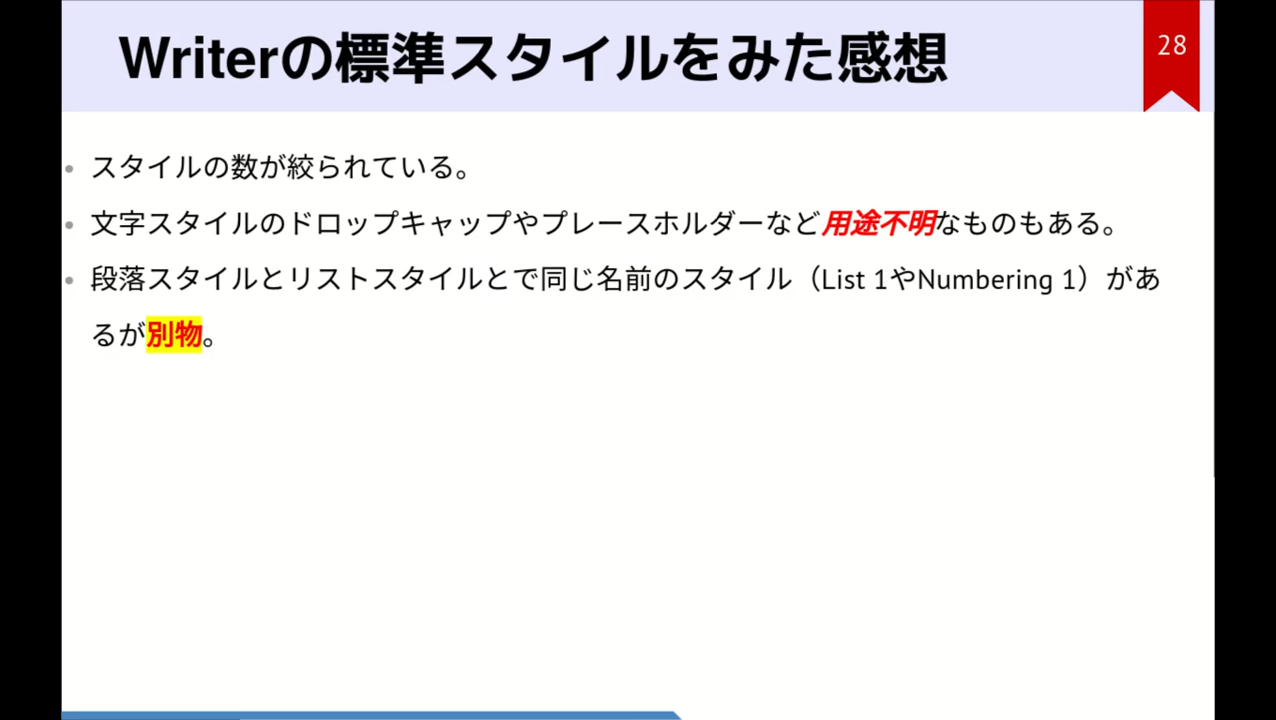 Writerの標準スタイルをみた感想
28
スタイルの数が絞られている。
文字スタイルのドロップキャップやプレースホルダーなど用途不明なものもある。
段落スタイルとリストスタイルとで同じ名前のスタイル（List 1やNumbering 1）があ
るが別物。